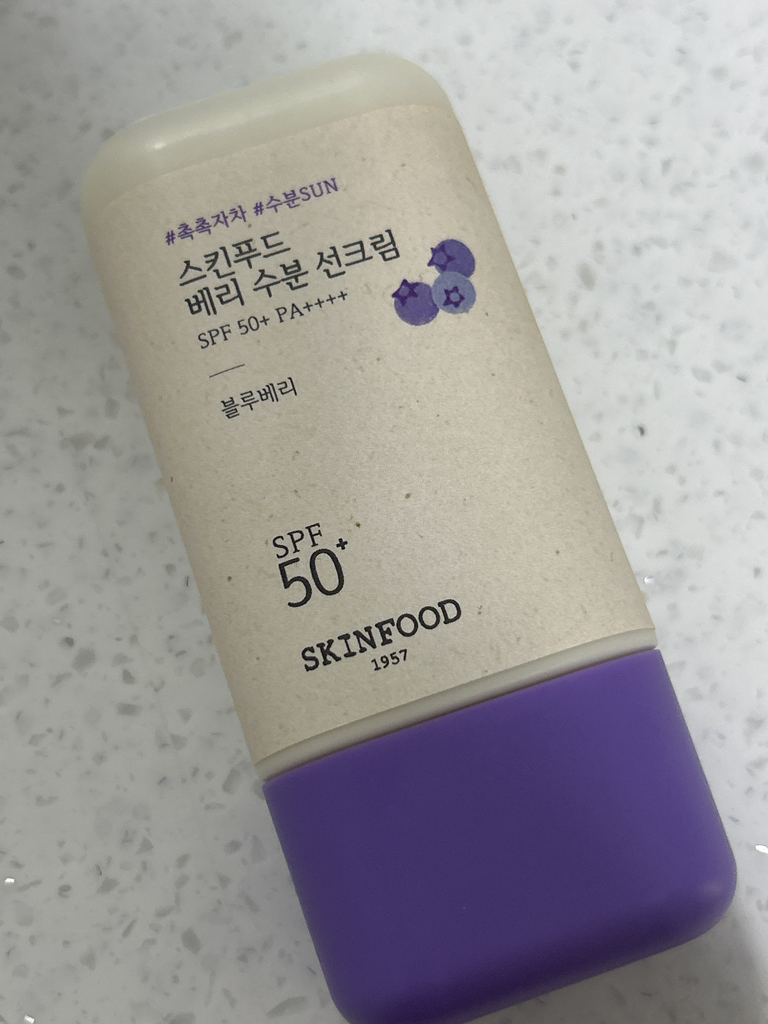 #촉촉자차 #수분SUN
스킨푸드
베리 수분 선크림
SPF 50+ PA++++
블루베리
SPF
50+
SKINFOOD
1957